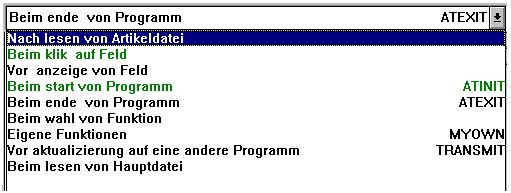 Beim ende von Programm ATEXIT
Nach lesen von Artikeldatei
Beim klik auf Feld
Vor anzeige von Feld
Beim start von Programm ATINIT
Beim ende von Programm ATEXIT
Beim wahl von Funktion
Eigene Funktionen MYOWN
Vor aktualizierung auf eine andere Programm TRANSMIT
Beim lesen von Hauptdatei